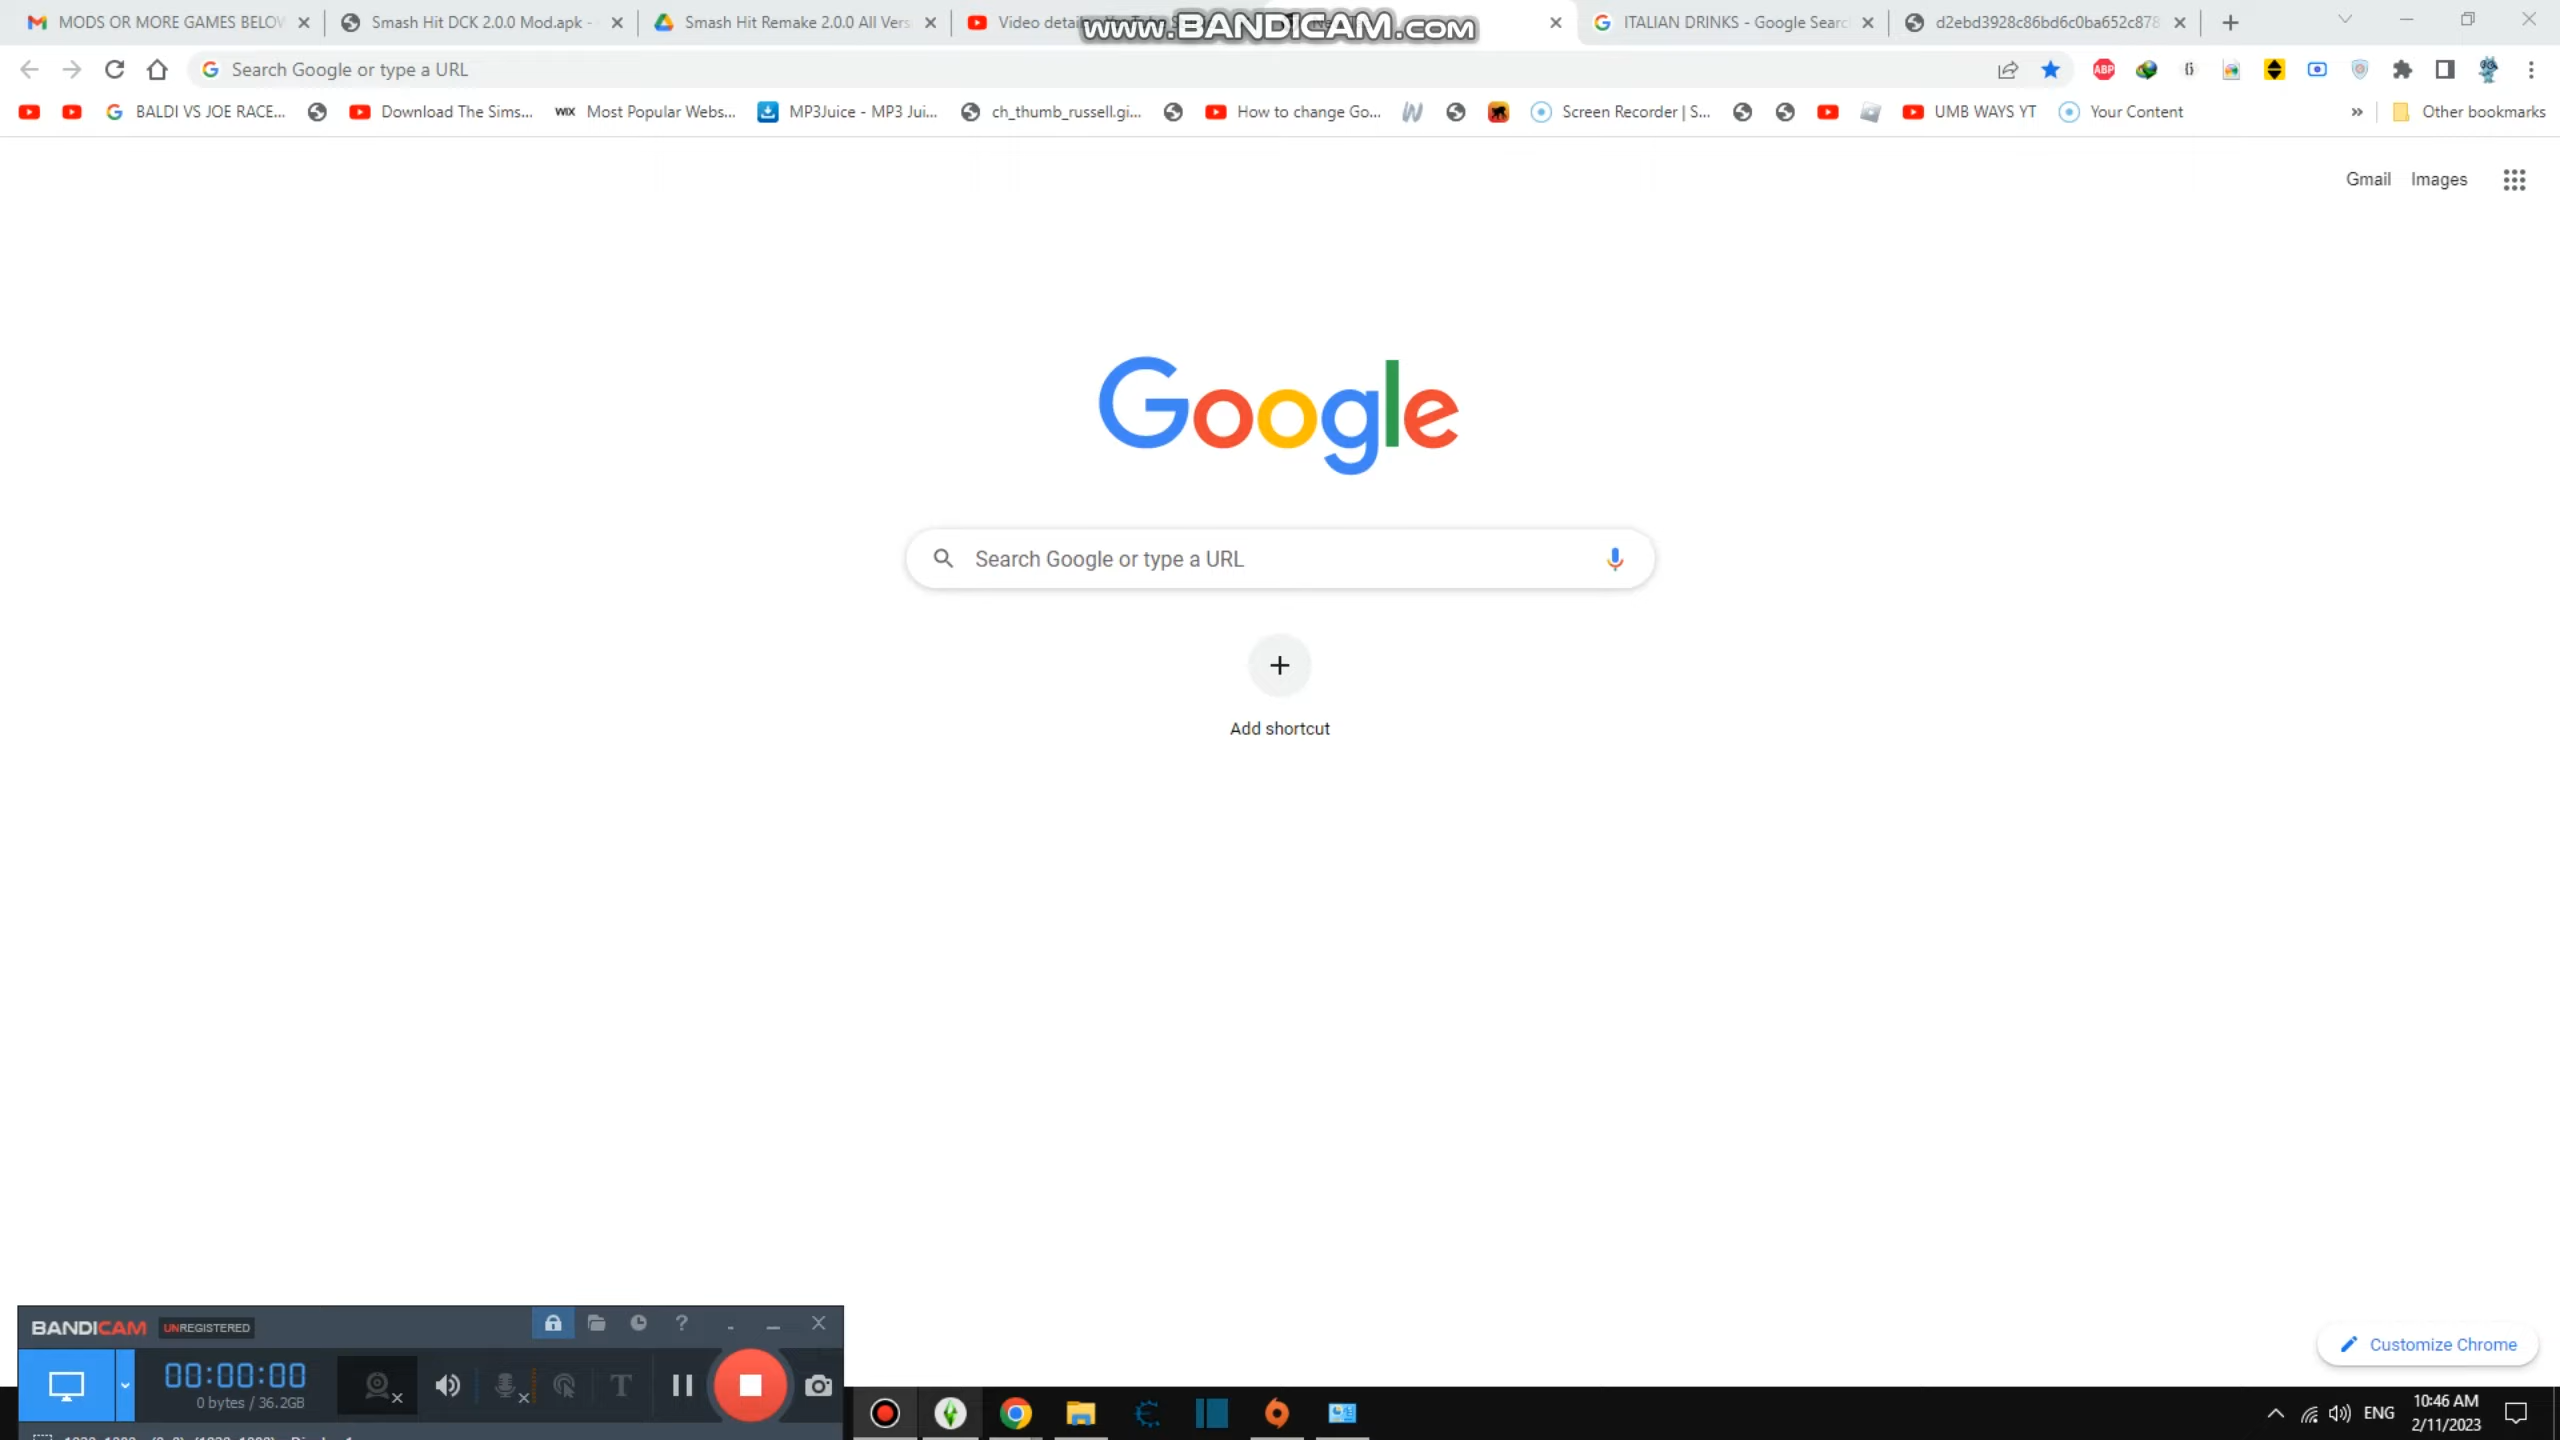 MODS OR MORE GAMES BELOW
Smash Hit DCK 2.0.0 Mod.apk -
Smash Hit Remake 2.0.0 All Vers
Video detail
www.BANDICAM.com
ITALIAN DRINKS - Google Search
d2ebd3928c86bd6c0ba652c878
Search Google or type a URL
ABP
BALDI VS JOE RACE...
Download The Sims...
WIX Most Popular Webs...
MP3Juice - MP3 Jui...
ch_thumb_russell.gi...
How to change Go...
Screen Recorder | S...
UMB WAYS YT
Your Content
»
Other bookmarks
Gmail Images
Google
Search Google or type a URL
Add shortcut
Customize Chrome
BANDICAM UNREGISTERED
00:00:00
0 bytes / 36.2GB
T
ENG
10:46 AM
2/11/2023